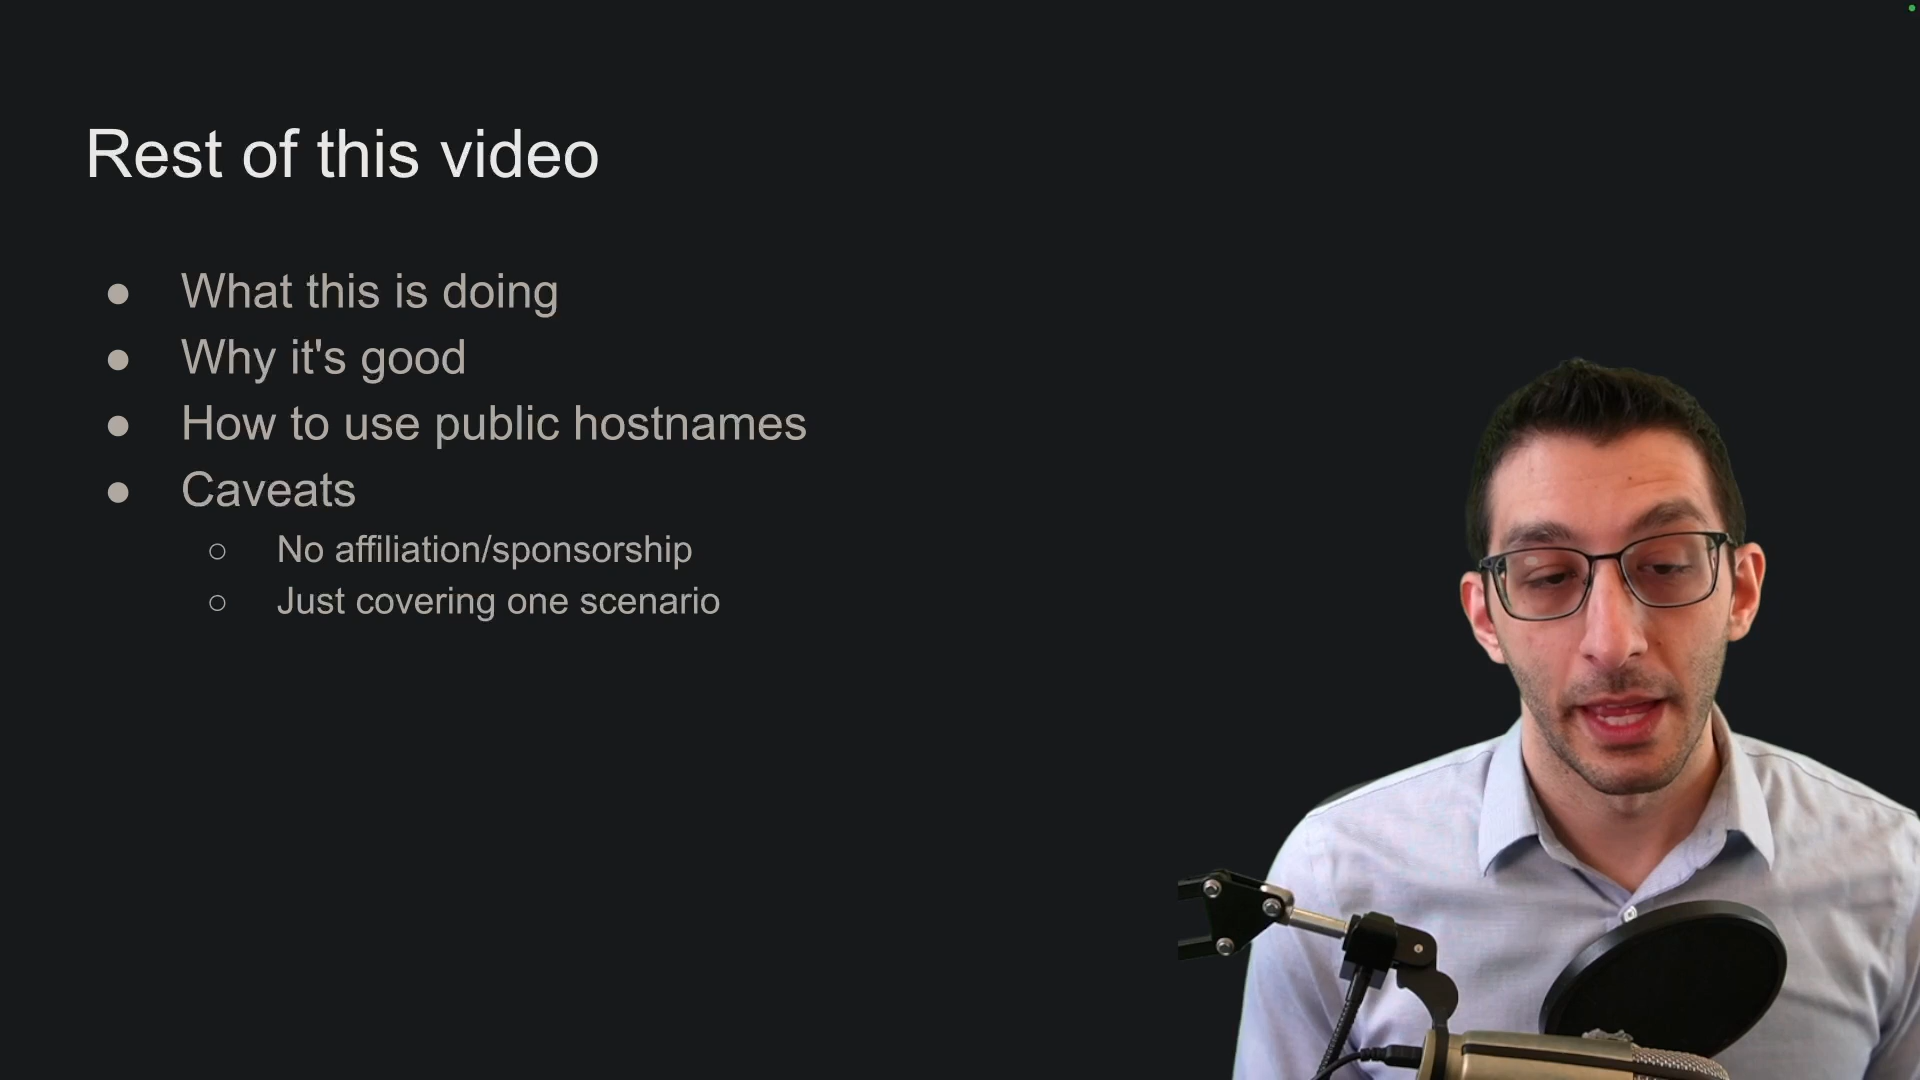 Rest of this video
● What this is doing
● Why it's good
● How to use public hostnames
● Caveats
○ No affiliation/sponsorship
○ Just covering one scenario